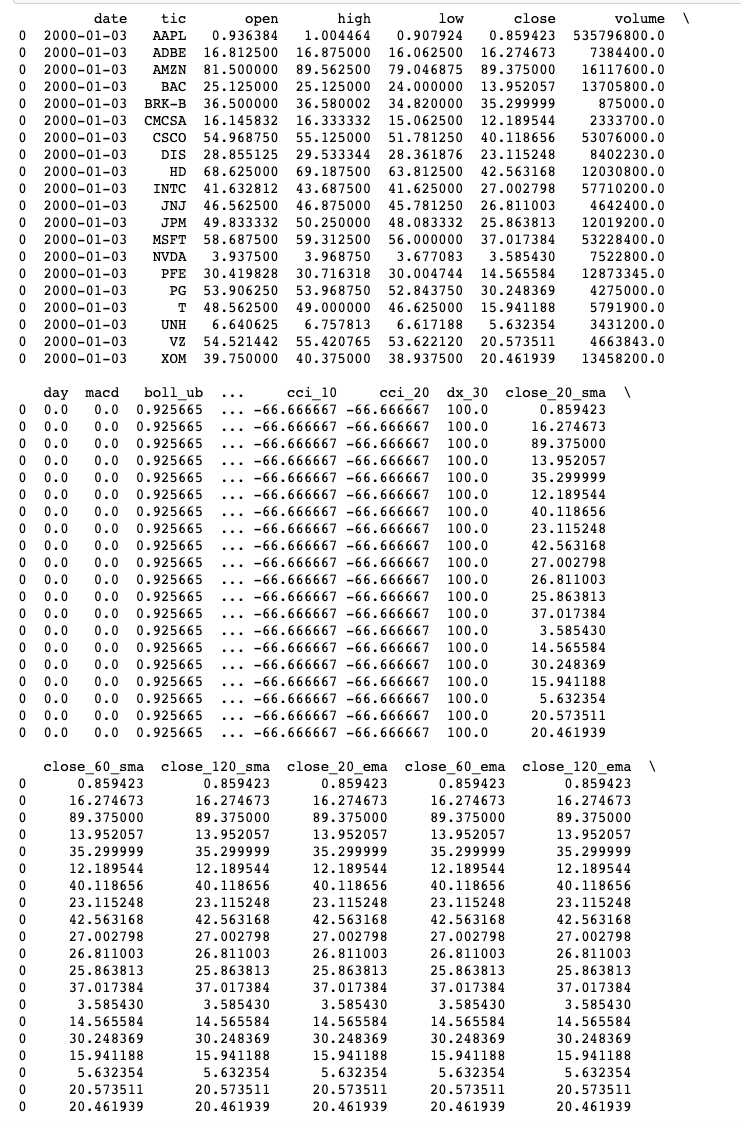 date tic open high low close volume \
0 2000-01-03 AAPL 0.936384 1.004464 0.907924 0.859423 535796800.0
0 2000-01-03 ADBE 16.812500 16.875000 16.062500 16.274673 7384400.0
0 2000-01-03 AMZN 81.500000 89.562500 79.046875 89.375000 16117600.0
0 2000-01-03 BAC 25.125000 25.125000 24.000000 13.952057 13705800.0
0 2000-01-03 BRK-B 36.500000 36.580002 34.820000 35.299999 875000.0
0 2000-01-03 CMCSA 16.145832 16.333332 15.062500 12.189544 2333700.0
0 2000-01-03 CSCO 54.968750 55.125000 51.781250 40.118656 53076000.0
0 2000-01-03 DIS 28.855125 29.533344 28.361876 23.115248 8402230.0
0 2000-01-03 HD 68.625000 69.187500 63.812500 42.563168 12030800.0
0 2000-01-03 INTC 41.632812 43.687500 41.625000 27.002798 57710200.0
0 2000-01-03 JNJ 46.562500 46.875000 45.781250 26.811003 4642400.0
0 2000-01-03 JPM 49.833332 50.250000 48.083332 25.863813 12019200.0
0 2000-01-03 MSFT 58.687500 59.312500 56.000000 37.017384 53228400.0
0 2000-01-03 NVDA 3.937500 3.968750 3.677083 3.585430 7522800.0
0 2000-01-03 PFE 30.419828 30.716318 30.004744 14.565584 12873345.0
0 2000-01-03 PG 53.906250 53.968750 52.843750 30.248369 4275000.0
0 2000-01-03 T 48.562500 49.000000 46.625000 15.941188 5791900.0
0 2000-01-03 UNH 6.640625 6.757813 6.617188 5.632354 3431200.0
0 2000-01-03 VZ 54.521442 55.420765 53.622120 20.573511 4663843.0
0 2000-01-03 XOM 39.750000 40.375000 38.937500 20.461939 13458200.0
day macd boll_ub ... cci_10 cci_20 dx_30 close_20_sma \
0 0.0 0.0 0.925665 ... -66.666667 -66.666667 100.0 0.859423
0 0.0 0.0 0.925665 ... -66.666667 -66.666667 100.0 16.274673
0 0.0 0.0 0.925665 ... -66.666667 -66.666667 100.0 89.375000
0 0.0 0.0 0.925665 ... -66.666667 -66.666667 100.0 13.952057
0 0.0 0.0 0.925665 ... -66.666667 -66.666667 100.0 35.299999
0 0.0 0.0 0.925665 ... -66.666667 -66.666667 100.0 12.189544
0 0.0 0.0 0.925665 ... -66.666667 -66.666667 100.0 40.118656
0 0.0 0.0 0.925665 ... -66.666667 -66.666667 100.0 23.115248
0 0.0 0.0 0.925665 ... -66.666667 -66.666667 100.0 42.563168
0 0.0 0.0 0.925665 ... -66.666667 -66.666667 100.0 27.002798
0 0.0 0.0 0.925665 ... -66.666667 -66.666667 100.0 26.811003
0 0.0 0.0 0.925665 ... -66.666667 -66.666667 100.0 25.863813
0 0.0 0.0 0.925665 ... -66.666667 -66.666667 100.0 37.017384
0 0.0 0.0 0.925665 ... -66.666667 -66.666667 100.0 3.585430
0 0.0 0.0 0.925665 ... -66.666667 -66.666667 100.0 14.565584
0 0.0 0.0 0.925665 ... -66.666667 -66.666667 100.0 30.248369
0 0.0 0.0 0.925665 ... -66.666667 -66.666667 100.0 15.941188
0 0.0 0.0 0.925665 ... -66.666667 -66.666667 100.0 5.632354
0 0.0 0.0 0.925665 ... -66.666667 -66.666667 100.0 20.573511
0 0.0 0.0 0.925665 ... -66.666667 -66.666667 100.0 20.461939
close_60_sma close_120_sma close_20_ema close_60_ema close_120_ema \
0 0.859423 0.859423 0.859423 0.859423 0.859423
0 16.274673 16.274673 16.274673 16.274673 16.274673
0 89.375000 89.375000 89.375000 89.375000 89.375000
0 13.952057 13.952057 13.952057 13.952057 13.952057
0 35.299999 35.299999 35.299999 35.299999 35.299999
0 12.189544 12.189544 12.189544 12.189544 12.189544
0 40.118656 40.118656 40.118656 40.118656 40.118656
0 23.115248 23.115248 23.115248 23.115248 23.115248
0 42.563168 42.563168 42.563168 42.563168 42.563168
0 27.002798 27.002798 27.002798 27.002798 27.002798
0 26.811003 26.811003 26.811003 26.811003 26.811003
0 25.863813 25.863813 25.863813 25.863813 25.863813
0 37.017384 37.017384 37.017384 37.017384 37.017384
0 3.585430 3.585430 3.585430 3.585430 3.585430
0 14.565584 14.565584 14.565584 14.565584 14.565584
0 30.248369 30.248369 30.248369 30.248369 30.248369
0 15.941188 15.941188 15.941188 15.941188 15.941188
0 5.632354 5.632354 5.632354 5.632354 5.632354
0 20.573511 20.573511 20.573511 20.573511 20.573511
0 20.461939 20.461939 20.461939 20.461939 20.461939